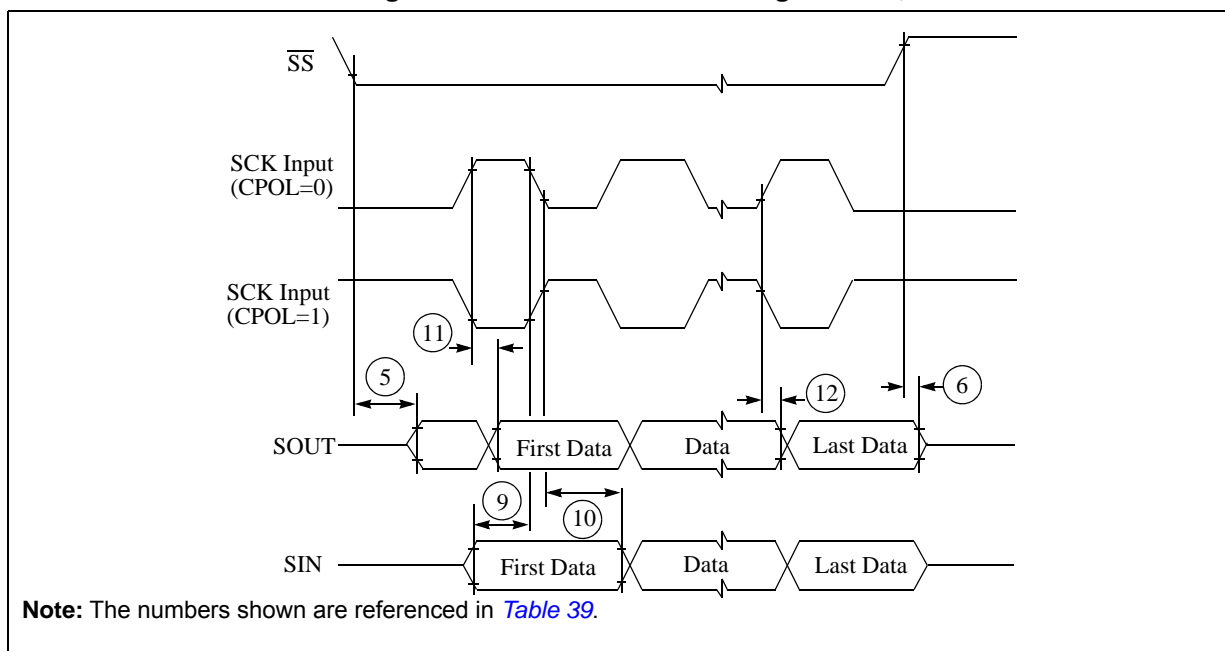 SS
SCK Input
(CPOL=0)
SCK Input
(CPOL=1)
11
5
12
6
SOUT
First Data
Data
Last Data
9
10
SIN
First Data
Data
Last Data
Note: The numbers shown are referenced in Table 39.